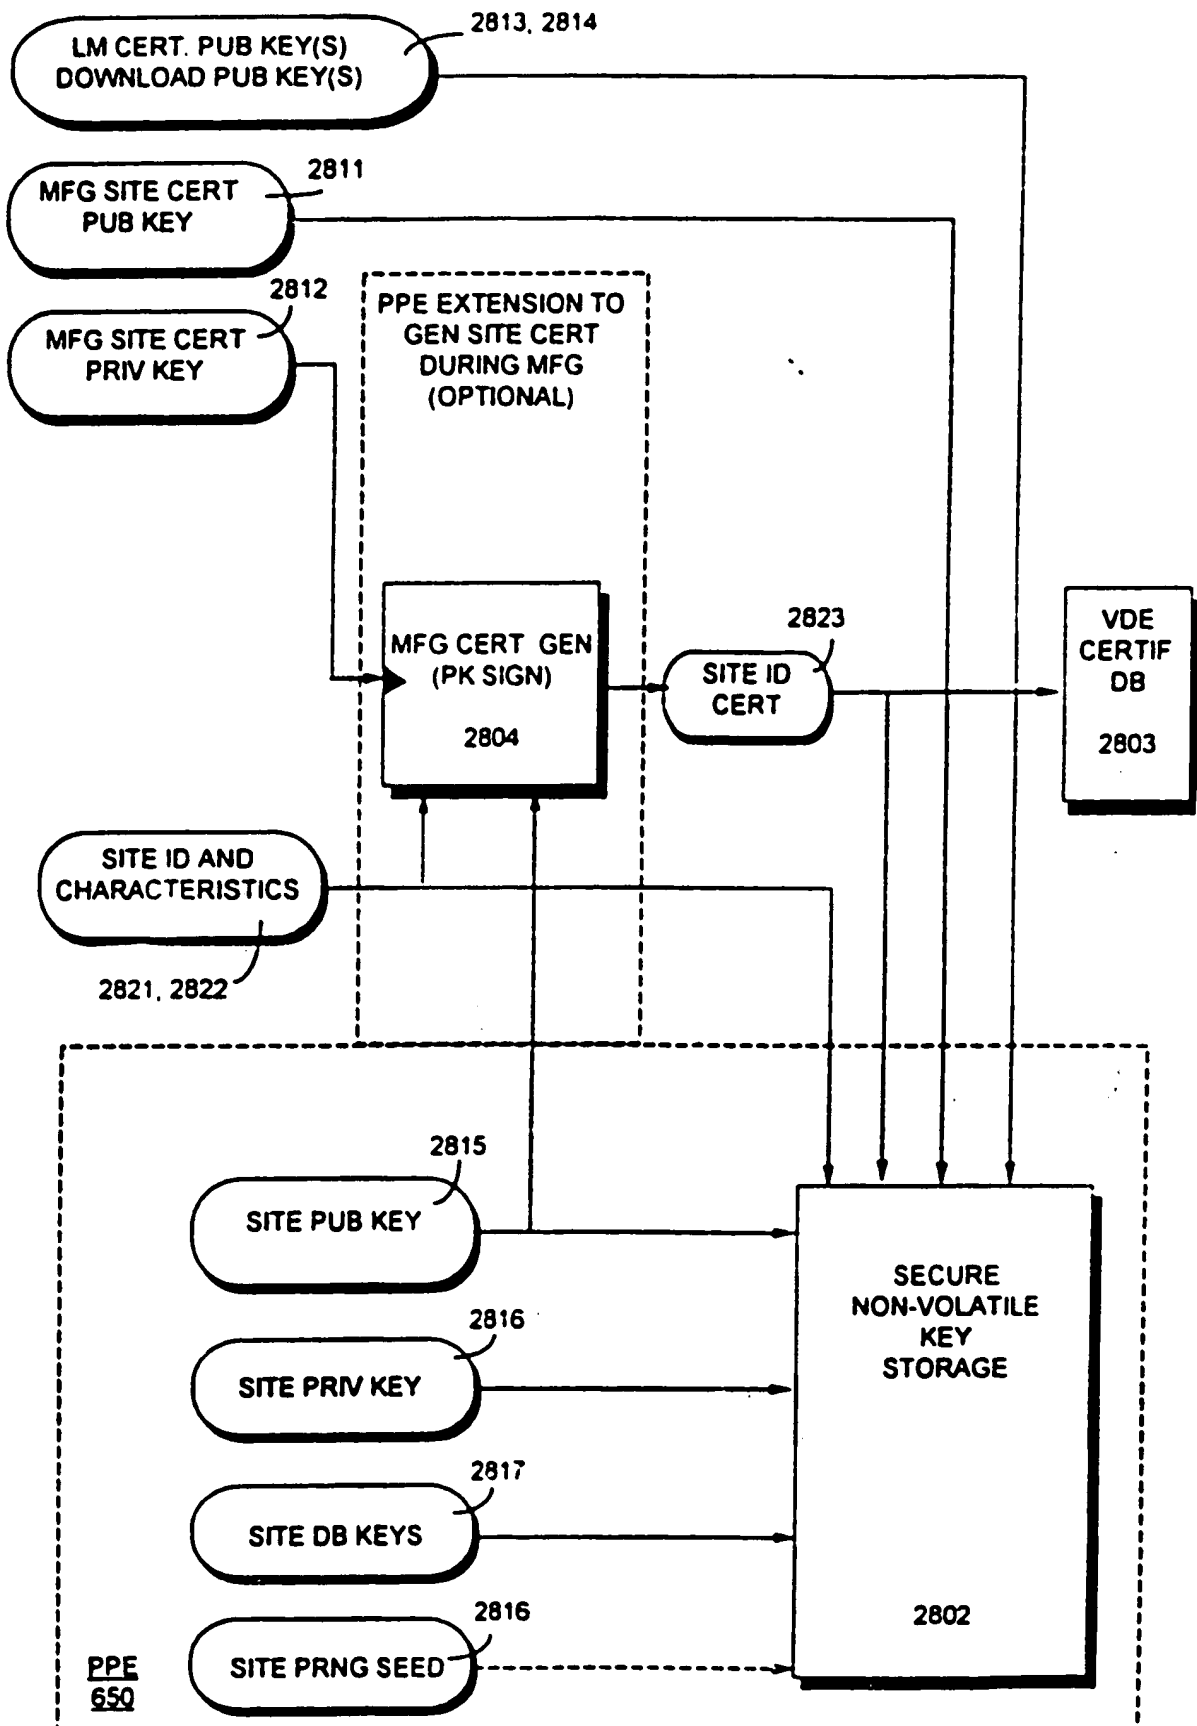 2813, 2814
LM CERT. PUB KEY(S)
DOWNLOAD PUB KEY(S)
2811
MFG SITE CERT
PUB KEY
2812
MFG SITE CERT
PRIV KEY
PPE EXTENSION TO
GEN SITE CERT
DURING MFG
(OPTIONAL)
MFG CERT GEN
(PK SIGN)
2804
2823
SITE ID
CERT
VDE
CERTIF
DB
2803
SITE ID AND
CHARACTERISTICS
2821, 2822
2815
SITE PUB KEY
2816
SITE PRIV KEY
2817
SITE DB KEYS
2816
SITE PRNG SEED
SECURE
NON-VOLATILE
KEY
STORAGE
2802
PPE
650